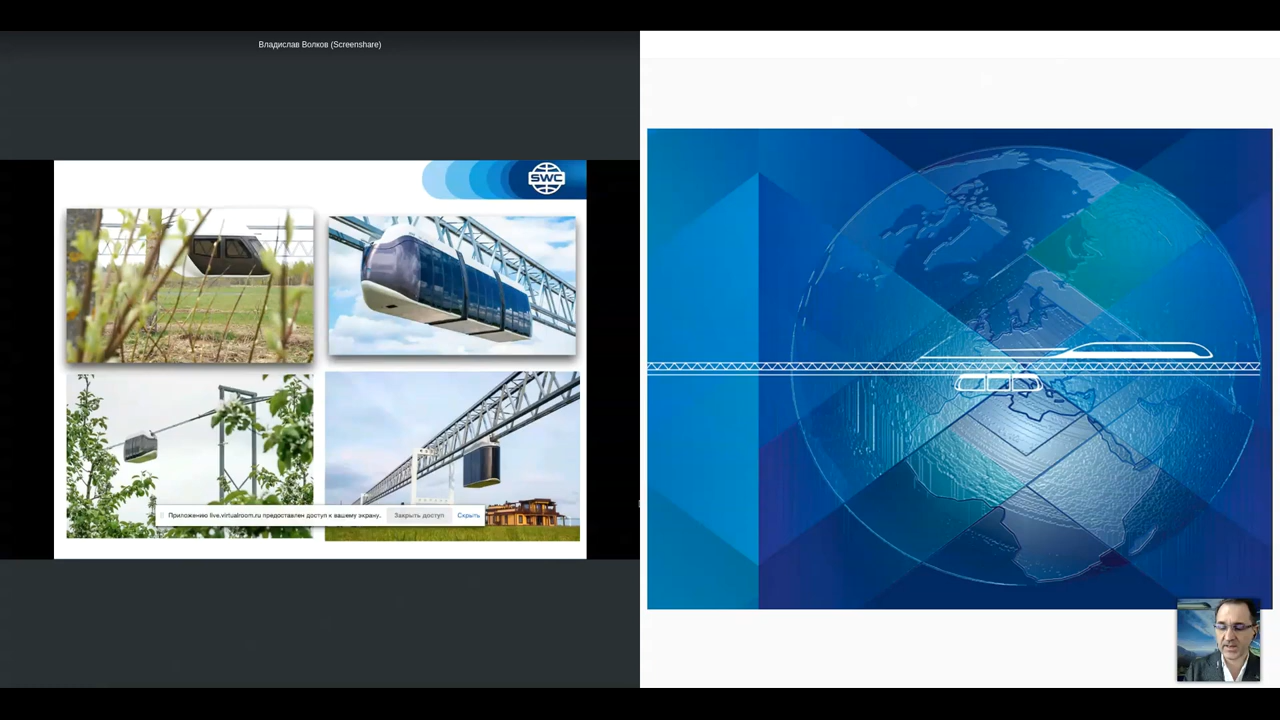 Владислав Волков (Screenshare)
SWC
Приложению live.virtualroom.ru предоставлен доступ к вашему экрану.
Закрыть доступ
Скрыть